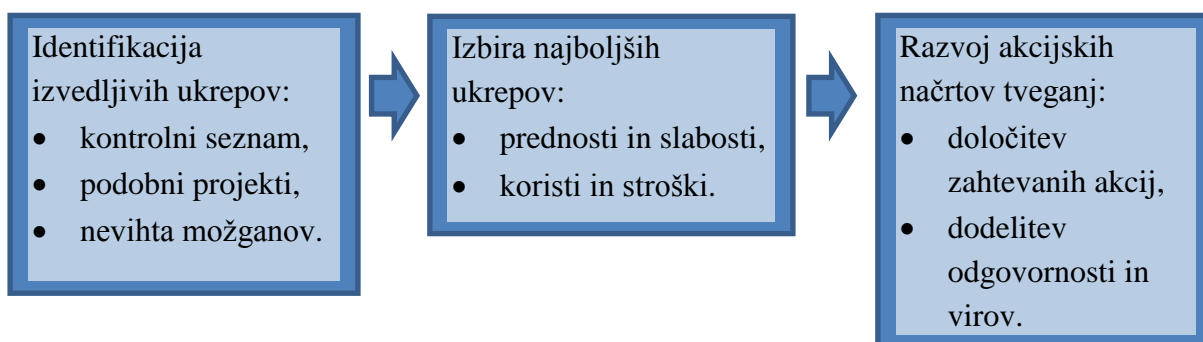 Identifikacija
izvedljivih ukrepov:
• kontrolni seznam,
• podobni projekti,
• nevihta možganov.
Izbira najboljših
ukrepov:
• prednosti in slabosti,
• koristi in stroški.
Razvoj akcijskih
načrtov tveganj:
• določitev
zahtevanih akcij,
• dodelitev
odgovornosti in
virov.